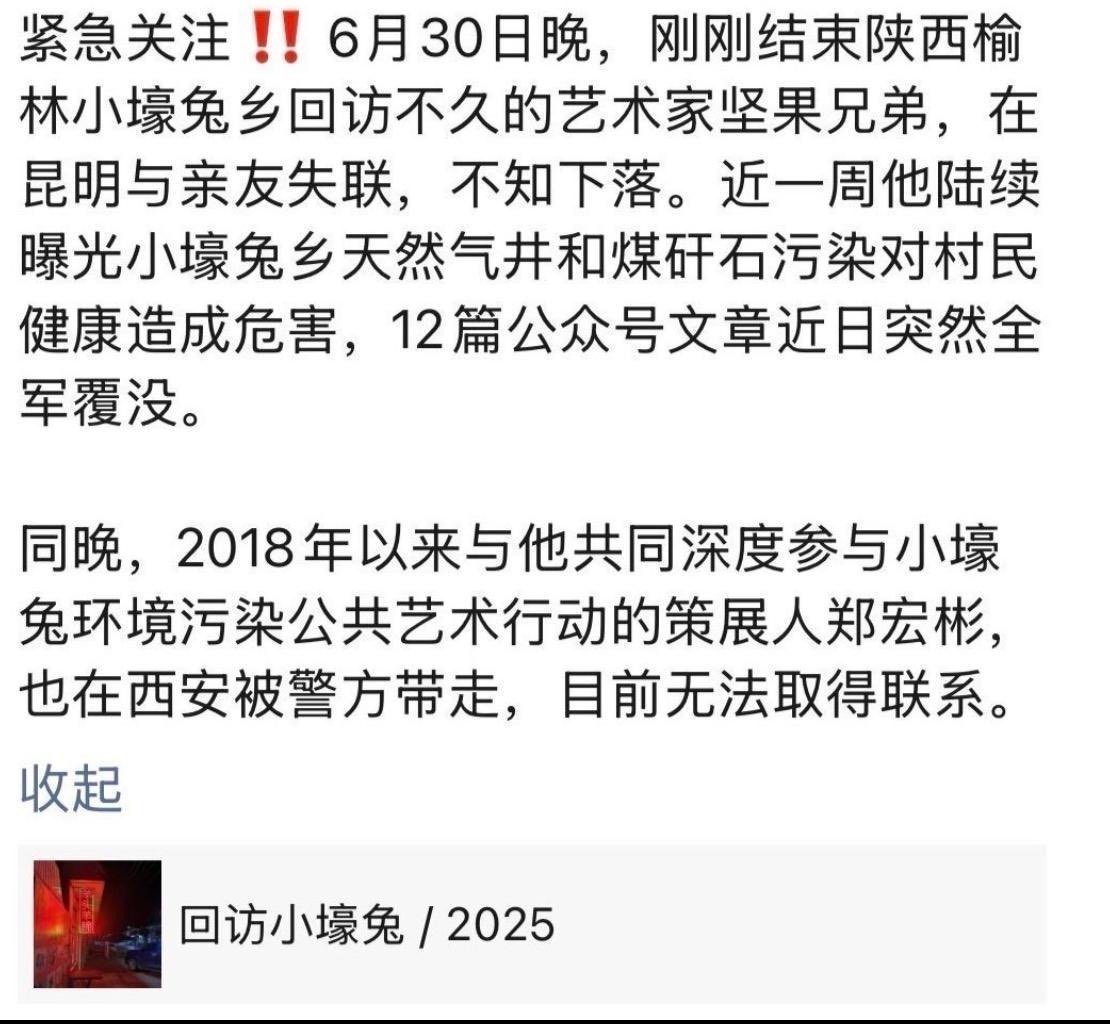 紧急关注‼️ 6月30日晚，刚刚结束陕西榆
林小壕兔乡回访不久的艺术家坚果兄弟，在
昆明与亲友失联，不知下落。近一周他陆续
曝光小壕兔乡天然气井和煤矸石污染对村民
健康造成危害，12篇公众号文章近日突然全
军覆没。
同晚，2018年以来与他共同深度参与小壕
兔环境污染公共艺术行动的策展人郑宏彬，
也在西安被警方带走，目前无法取得联系。
收起
回访小壕兔 / 2025